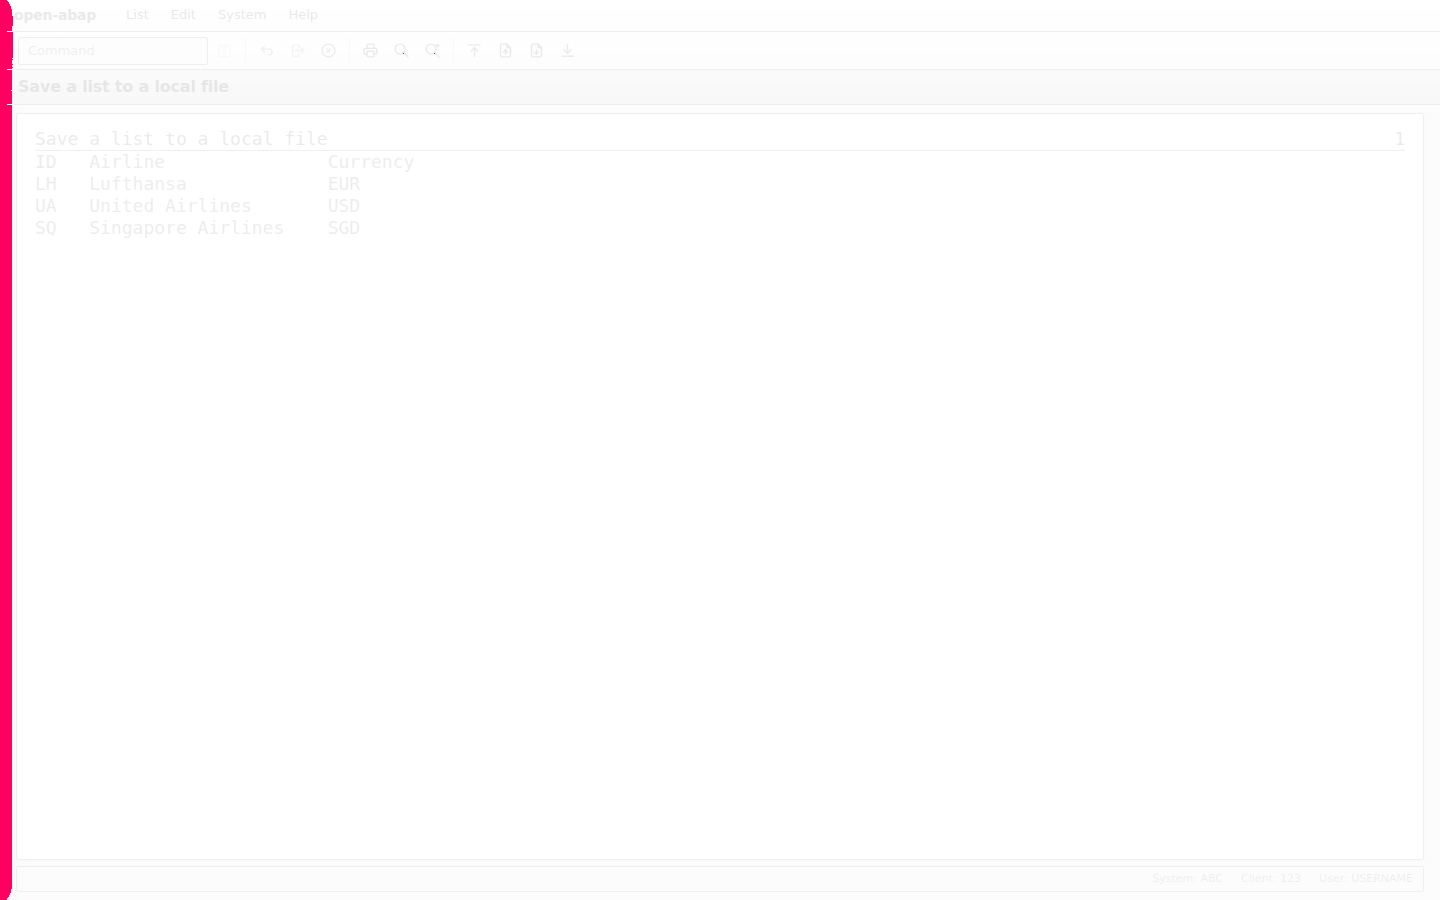 open-abap List Edit System Help
Command
Save a list to a local file
Save a list to a local file 1
ID Airline Currency
LH Lufthansa EUR
UA United Airlines USD
SQ Singapore Airlines SGD
System: ABC Client: 123 User: USERNAME